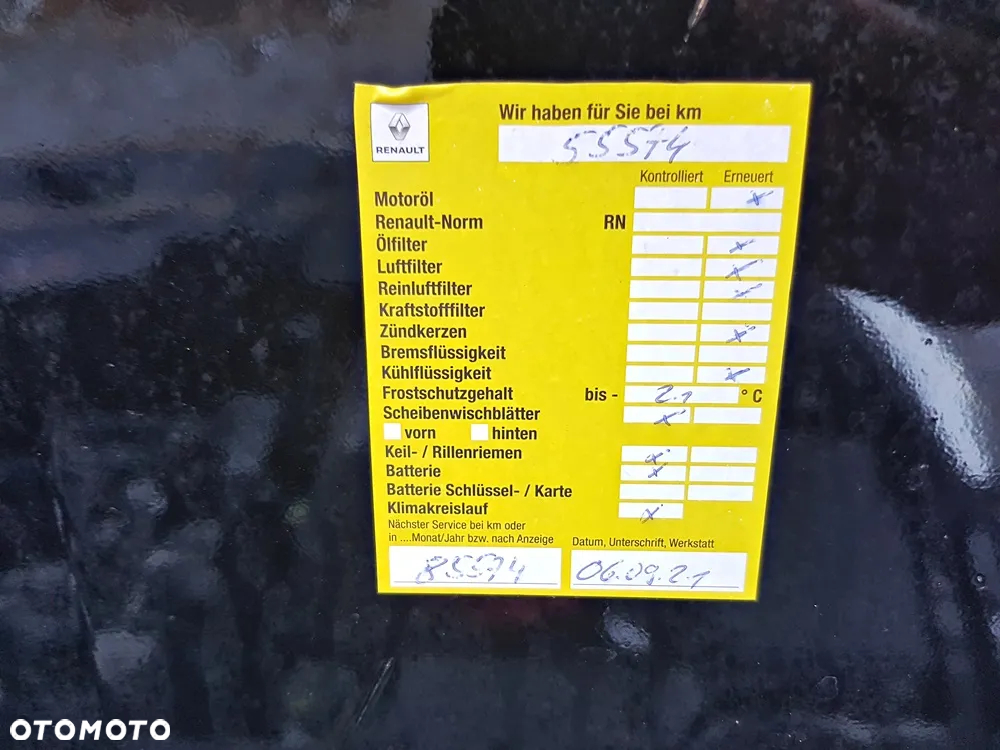 Wir haben für Sie bei km
RENAULT
55574
Kontrolliert Erneuert
Motoröl
Renault-Norm RN
Ölfilter
Luftfilter
Reinluftfilter
Kraftstofffilter
Zündkerzen
Bremsflüssigkeit
Kühlflüssigkeit
Frostschutzgehalt bis - 21 °C
Scheibenwischblätter
vorn hinten
Keil- / Rillenriemen
Batterie
Batterie Schlüssel- / Karte
Klimakreislauf
Nächster Service bei km oder
in ....Monat/Jahr bzw. nach Anzeige
Datum, Unterschrift, Werkstatt
85574
06.09.21
OTOMOTO